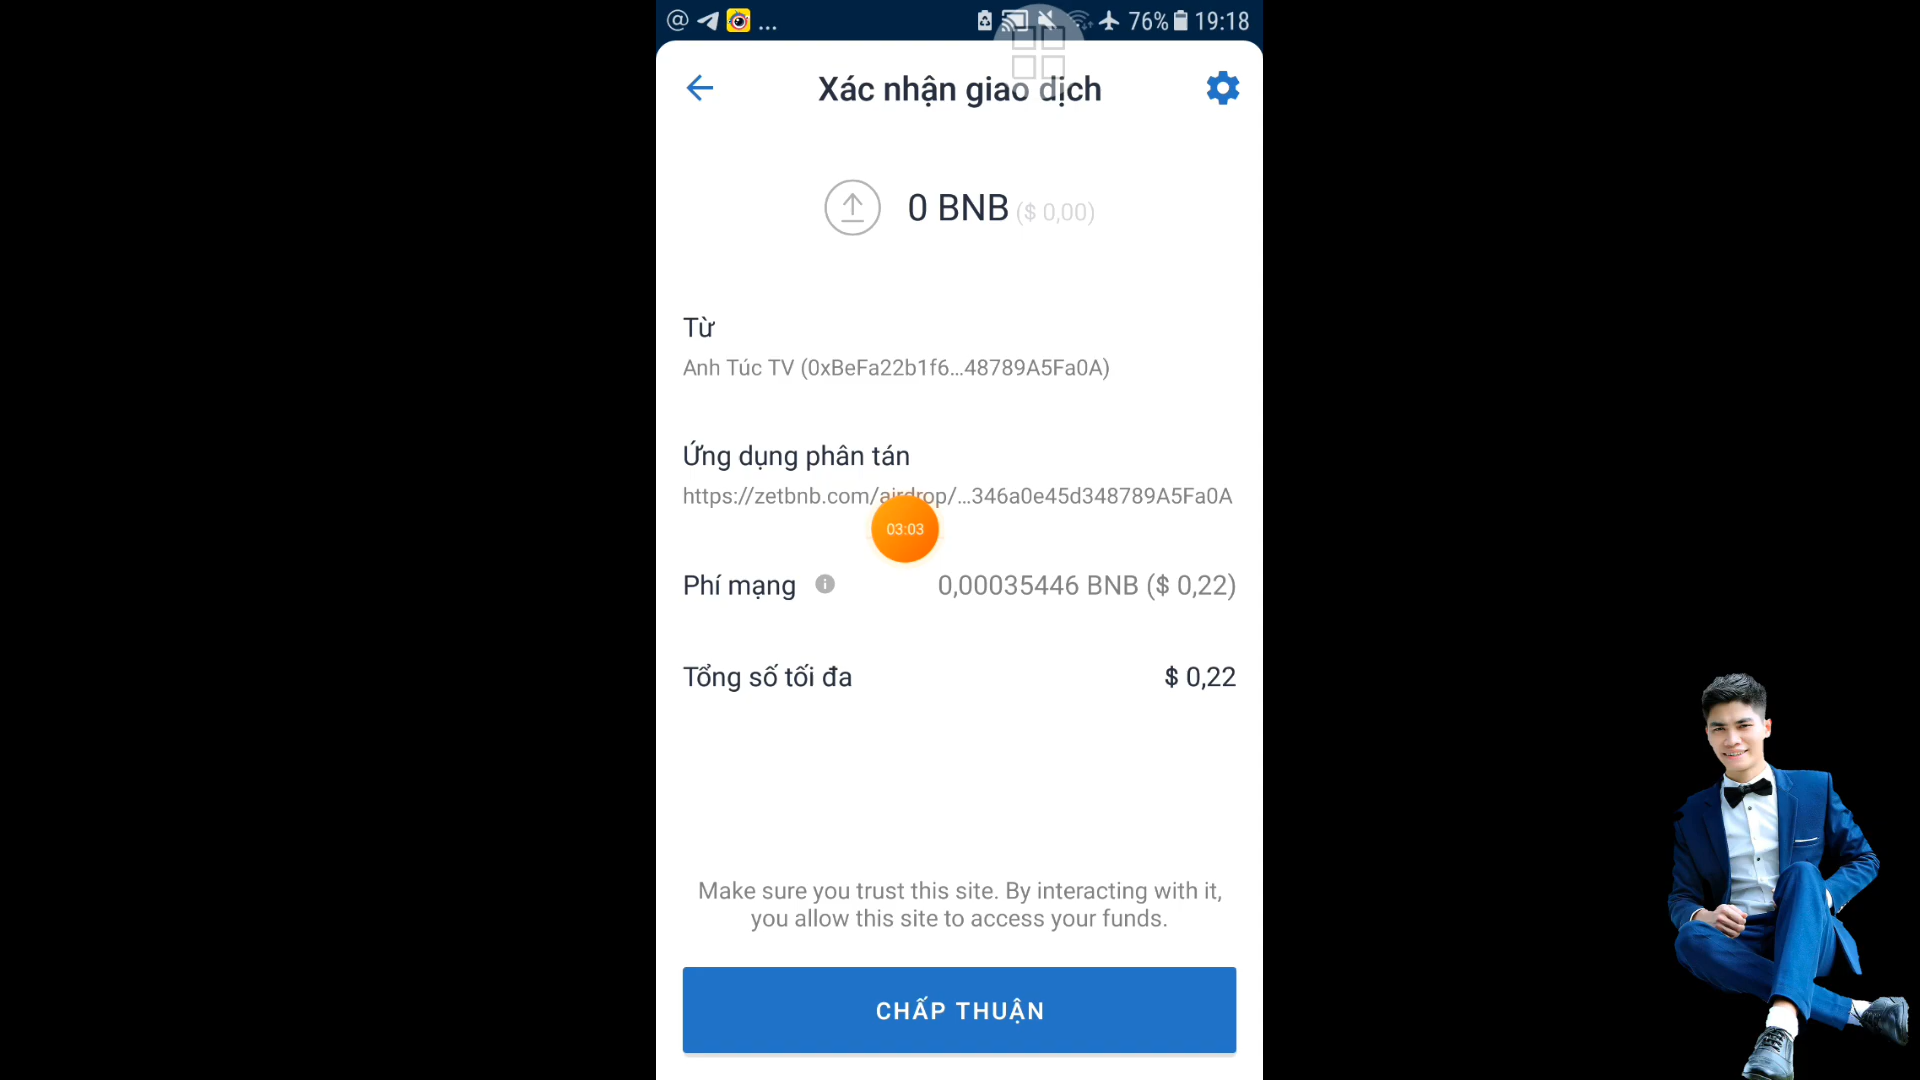 ... 76% 19:18
Xác nhận giao dịch
0 BNB ($ 0,00)
Từ
Anh Túc TV (0xBeFa22b1f6...48789A5Fa0A)
Ứng dụng phân tán
https://zetbnb.com/airdrop/...346a0e45d348789A5Fa0A
03:03
Phí mạng 0,00035446 BNB ($ 0,22)
Tổng số tối đa $ 0,22
Make sure you trust this site. By interacting with it,
you allow this site to access your funds.
CHẤP THUẬN